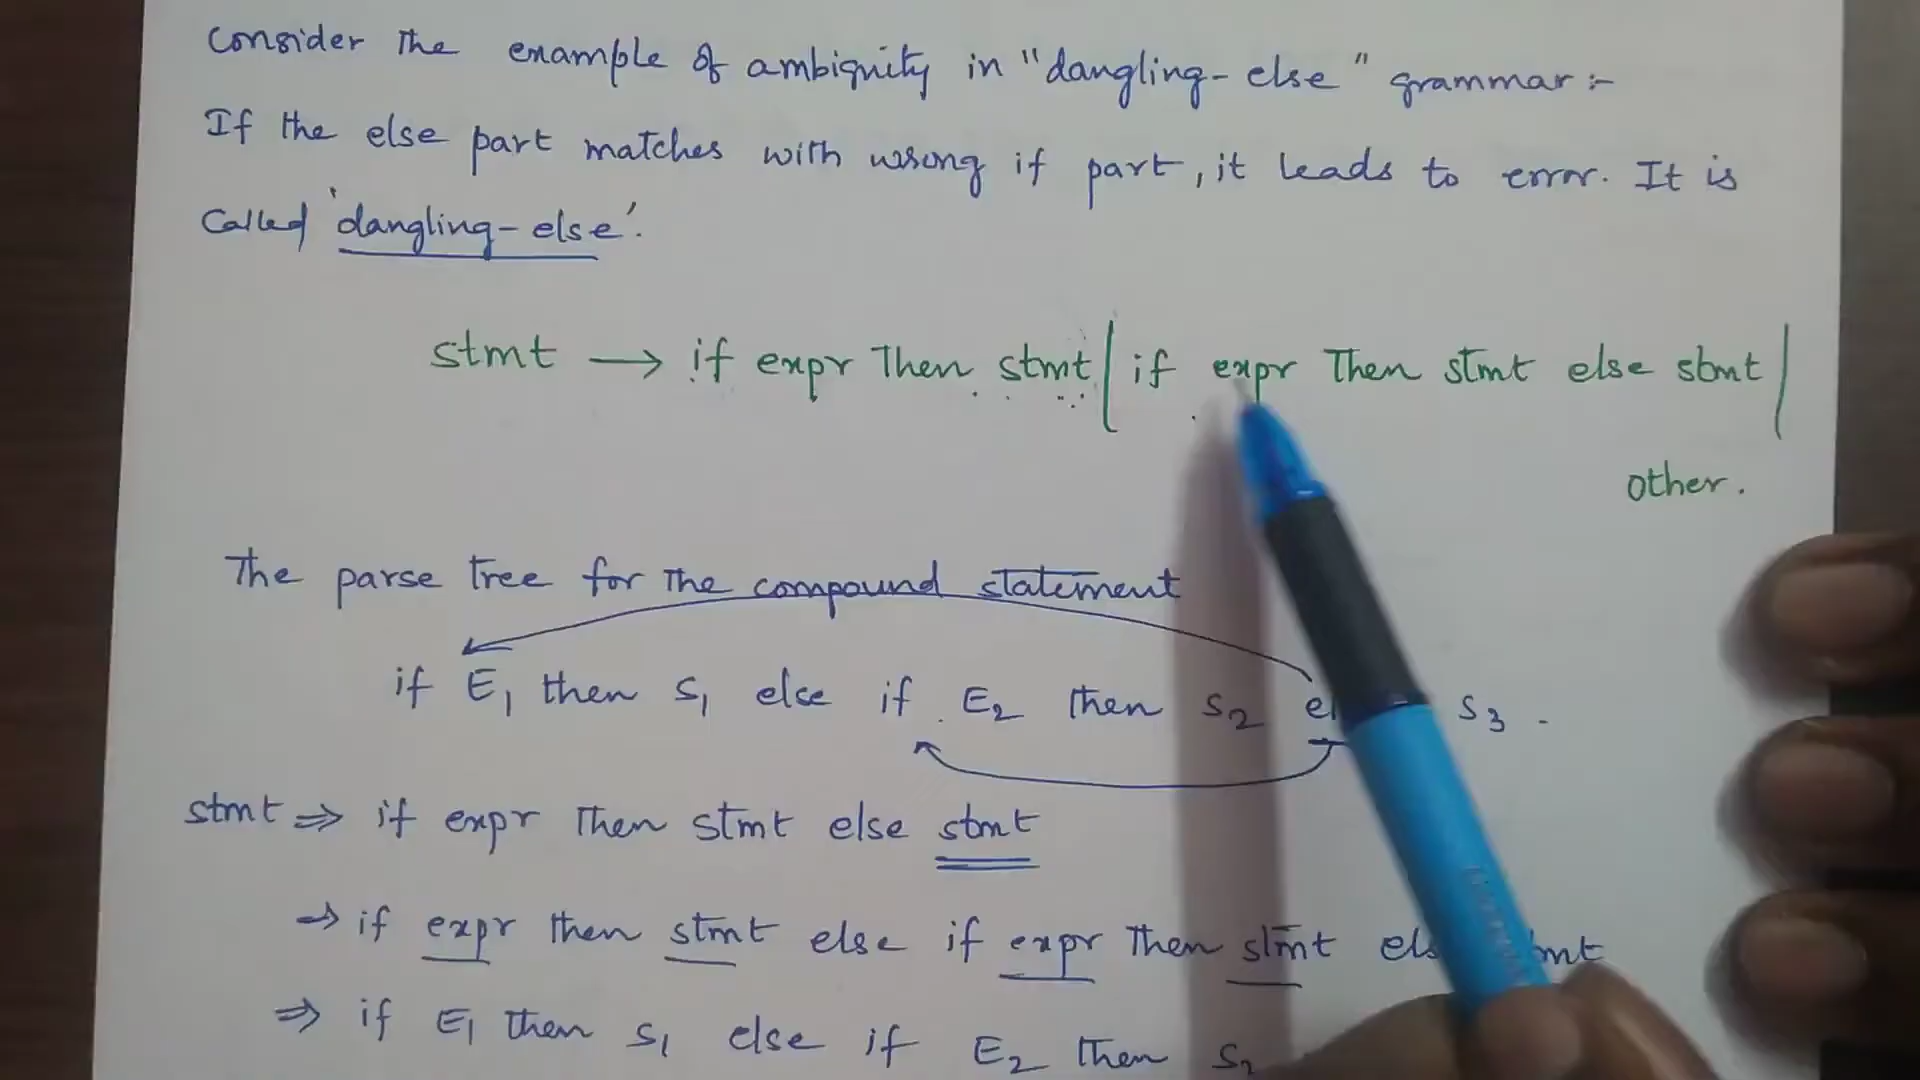 Consider the example of ambiguity in "dangling-else" grammar :-
If the else part matches with wrong if part, it leads to error. It is
called 'dangling-else'.
stmt → if expr then stmt | if expr then stmt else stmt |
other.
The parse tree for the compound statement
if E1 then S1 else if E2 then S2 S3 .
stmt ⇒ if expr then stmt else stmt
⇒ if expr then stmt else if expr then stmt
⇒ if E1 then S1 else if E2 then S2